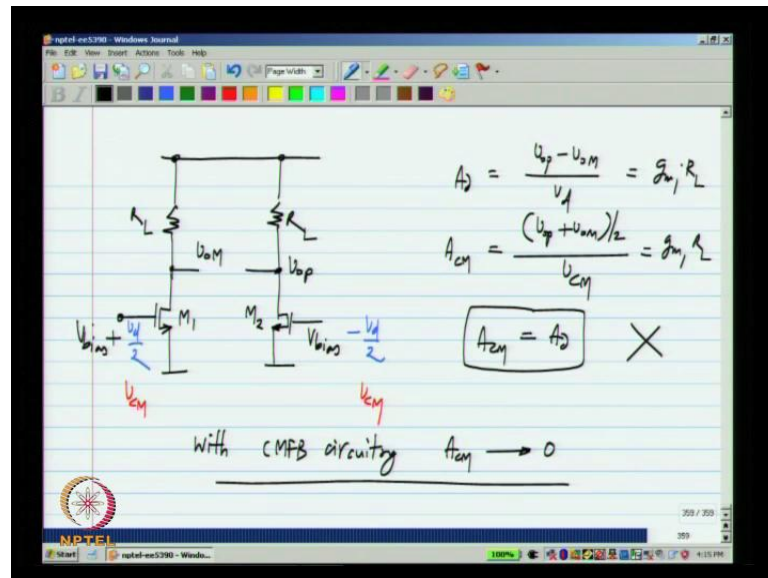 nptel-ee5390 - Windows Journal
File Edit View Insert Actions Tools Help
Page Width
B I
R_L
R_L
V_oM
V_op
M_1
M_2
V_bias + V_d/2
V_bias - V_d/2
V_CM
V_CM
A_d = (V_op - V_oM)/V_d = g_m1 · R_L
A_CM = ((V_op + V_oM)/2)/V_CM = g_m1 R_L
A_CM = A_d X
With CMFB circuitry A_CM → 0
NPTEL
359 / 359
359
Start
nptel-ee5390 - Windo...
100%
4:15 PM